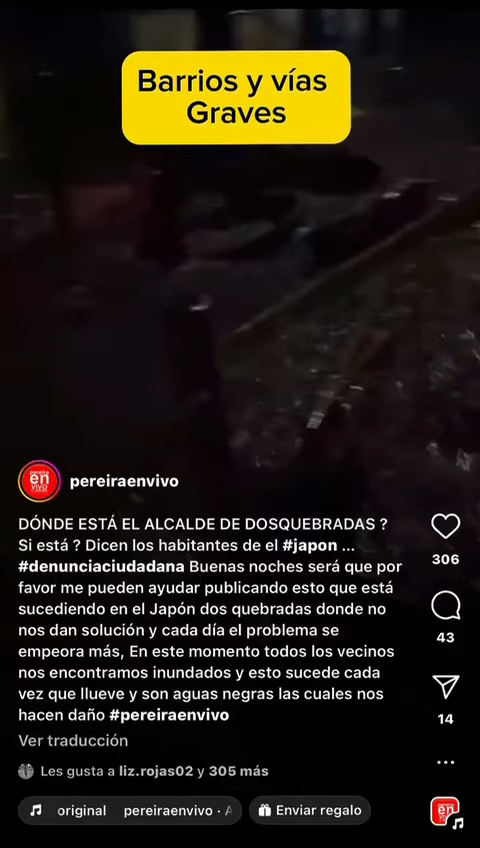 Barrios y vías
Graves
pereira
en
vivo
pereiraenvivo
DÓNDE ESTÁ EL ALCALDE DE DOSQUEBRADAS ?
Si está ? Dicen los habitantes de el #japon ...
#denunciaciudadana Buenas noches será que por
favor me pueden ayudar publicando esto que está
sucediendo en el Japón dos quebradas donde no
nos dan solución y cada día el problema se
empeora más, En este momento todos los vecinos
nos encontramos inundados y esto sucede cada
vez que llueve y son aguas negras las cuales nos
hacen daño #pereiraenvivo
Ver traducción
Les gusta a liz.rojas02 y 305 más
original pereiraenvivo · A
Enviar regalo
306
43
14
en